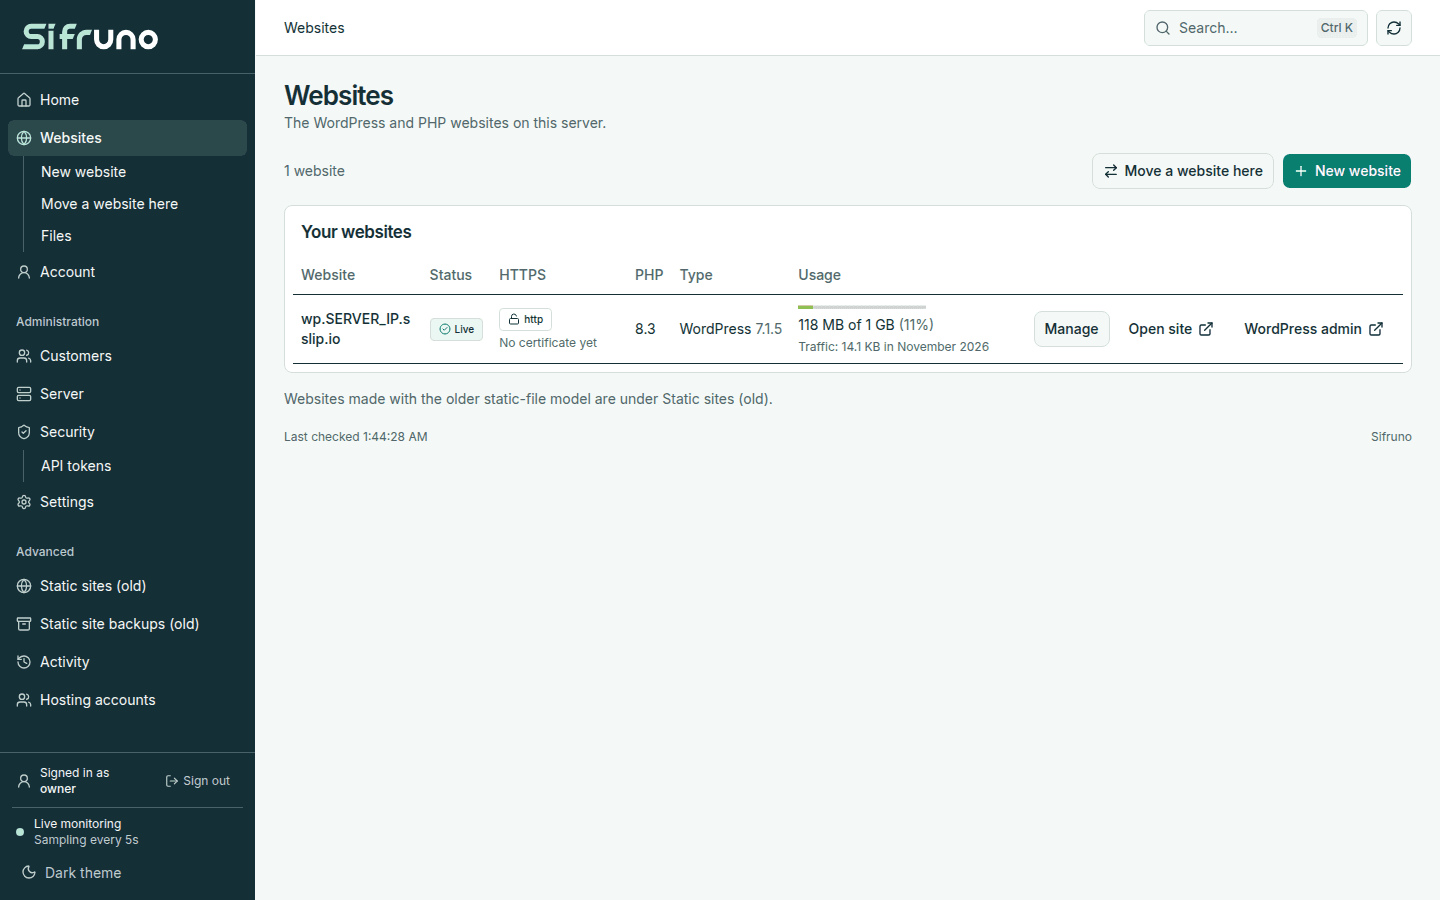 Sifruno
Home
Websites
New website
Move a website here
Files
Account
Administration
Customers
Server
Security
API tokens
Settings
Advanced
Static sites (old)
Static site backups (old)
Activity
Hosting accounts
Signed in as
owner
Sign out
Live monitoring
Sampling every 5s
Dark theme
Websites
Search...
Ctrl K
Websites
The WordPress and PHP websites on this server.
1 website
Move a website here
New website
Your websites
Website Status HTTPS PHP Type Usage
wp.SERVER_IP.s
slip.io
Live
http
No certificate yet
8.3
WordPress 7.1.5
118 MB of 1 GB (11%)
Traffic: 14.1 KB in November 2026
Manage
Open site
WordPress admin
Websites made with the older static-file model are under Static sites (old).
Last checked 1:44:28 AM
Sifruno